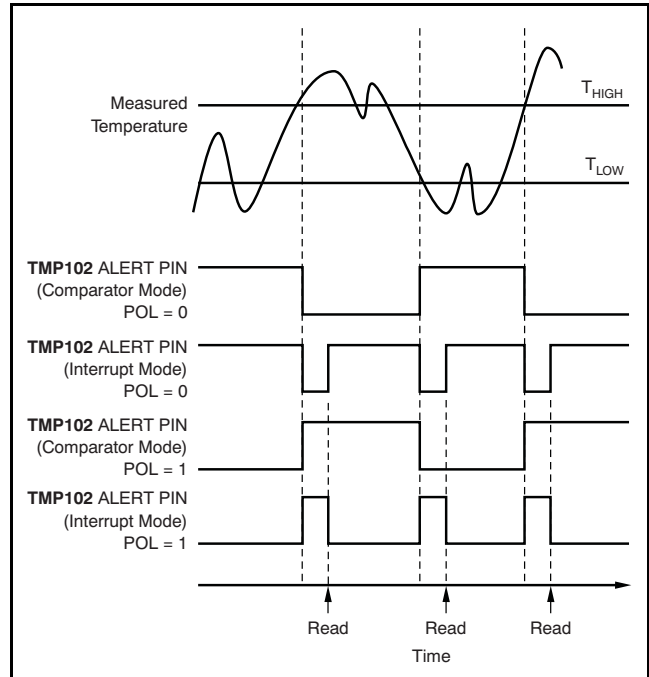 Measured
Temperature
THIGH
TLOW
TMP102 ALERT PIN
(Comparator Mode)
POL = 0
TMP102 ALERT PIN
(Interrupt Mode)
POL = 0
TMP102 ALERT PIN
(Comparator Mode)
POL = 1
TMP102 ALERT PIN
(Interrupt Mode)
POL = 1
Read Read Read
Time